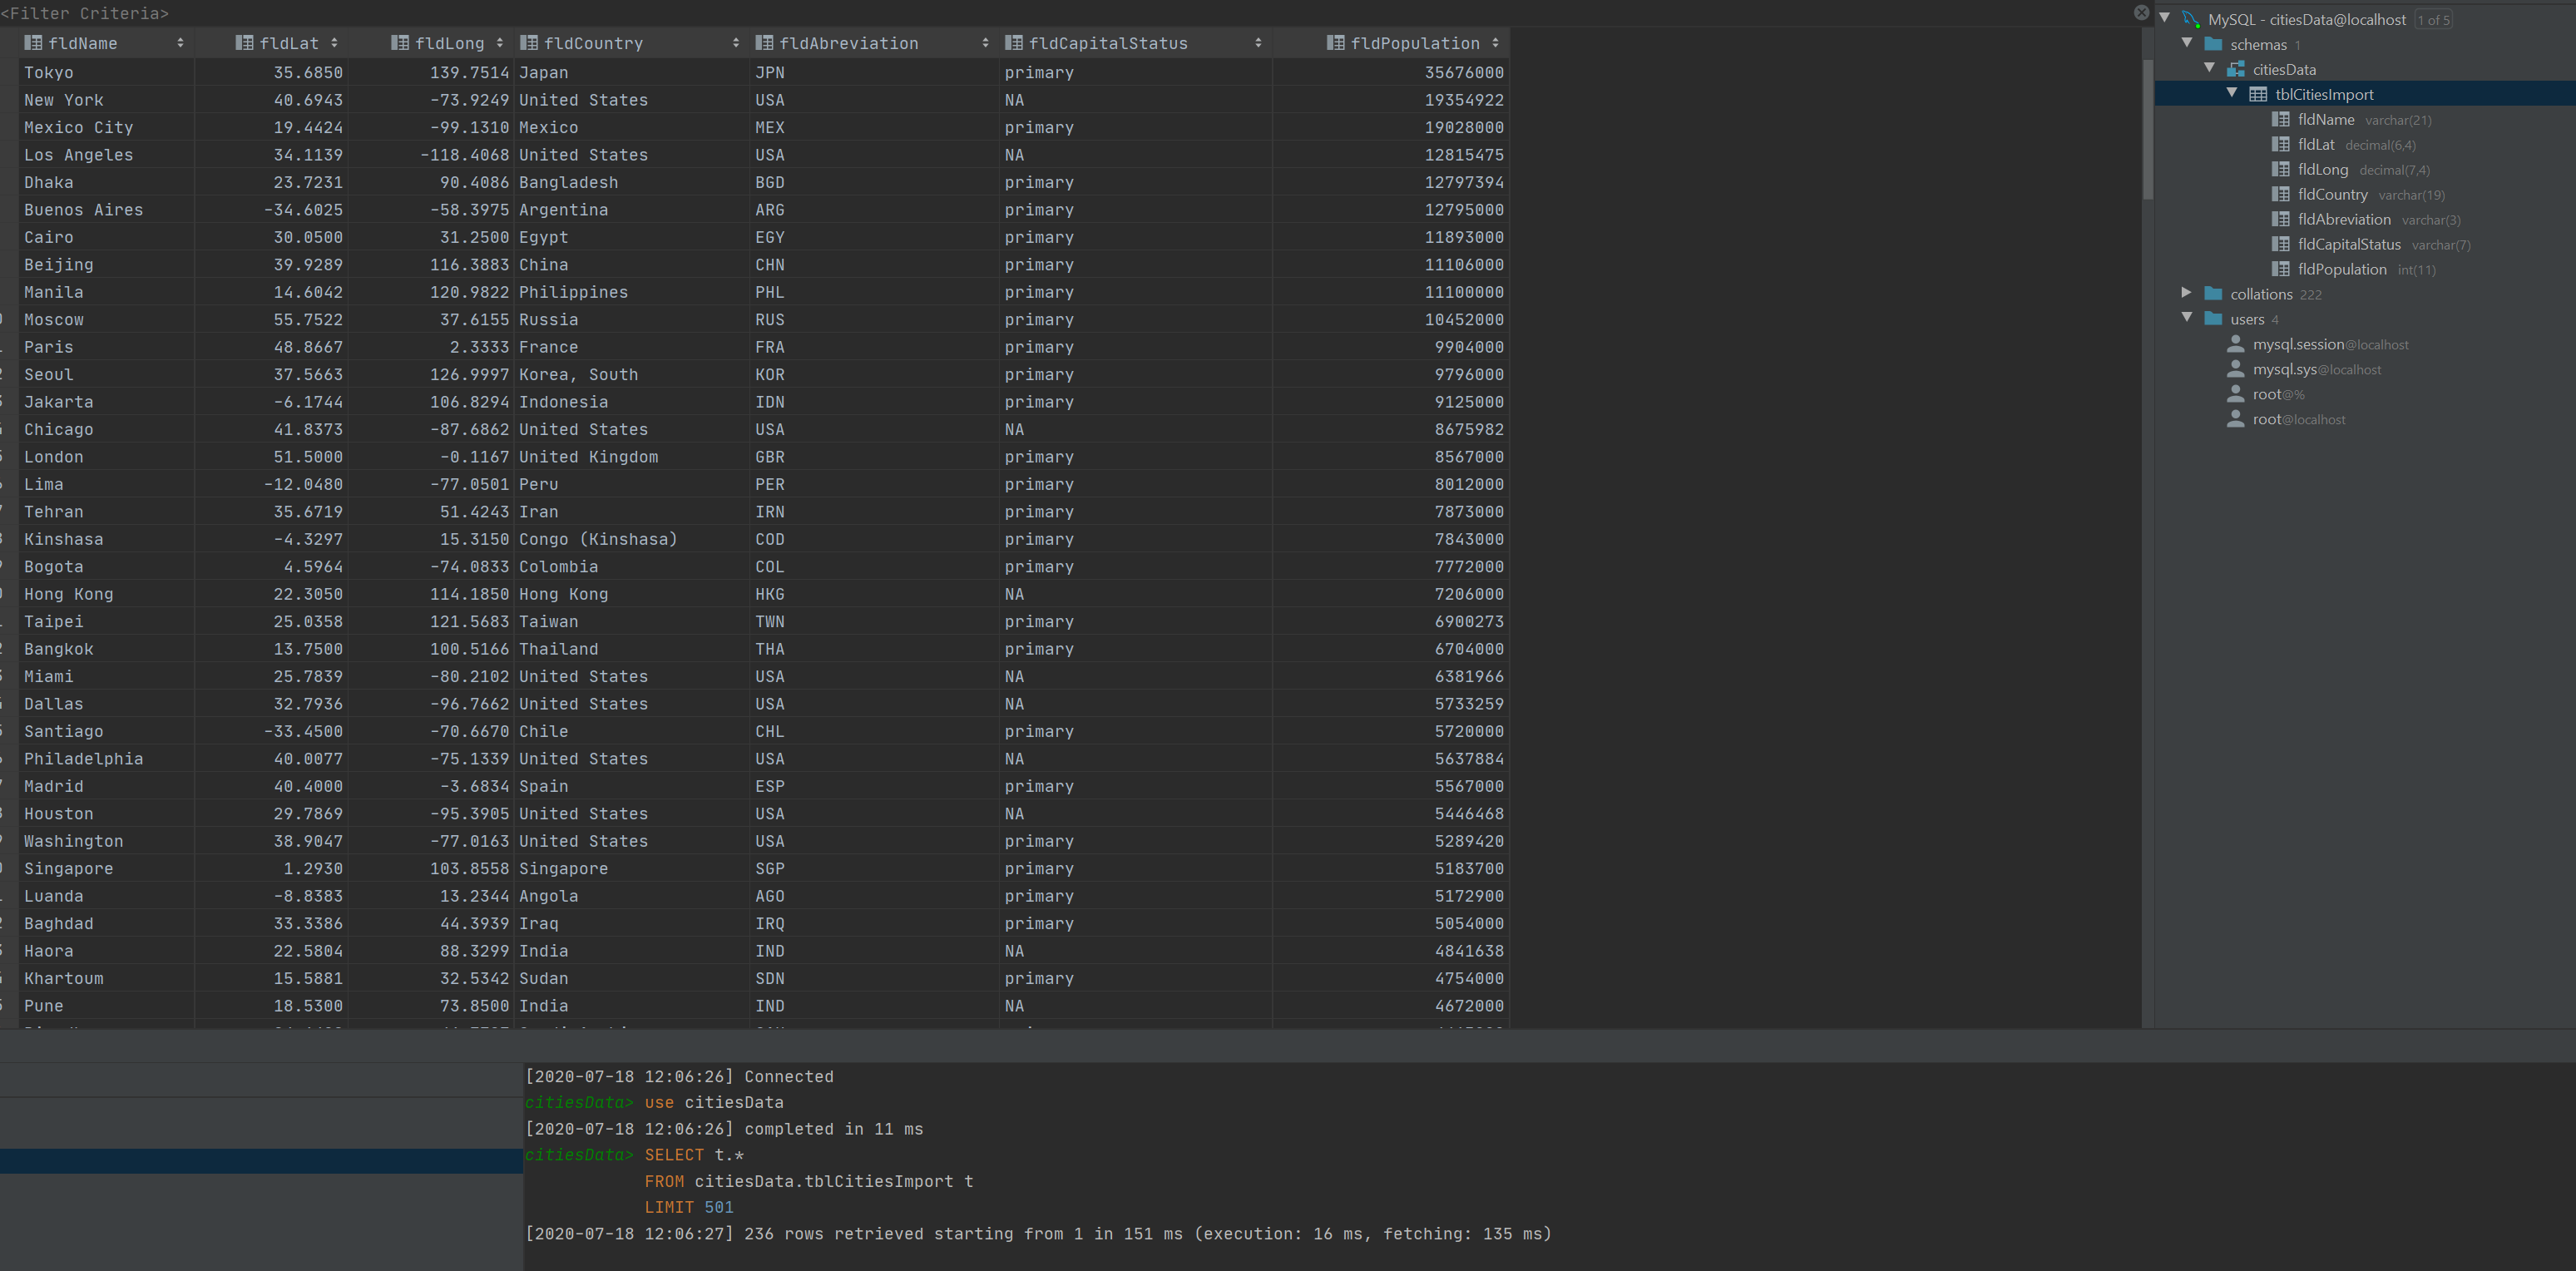 <Filter Criteria>
fldName fldLat fldLong fldCountry fldAbreviation fldCapitalStatus fldPopulation
Tokyo 35.6850 139.7514 Japan JPN primary 35676000
New York 40.6943 -73.9249 United States USA NA 19354922
Mexico City 19.4424 -99.1310 Mexico MEX primary 19028000
Los Angeles 34.1139 -118.4068 United States USA NA 12815475
Dhaka 23.7231 90.4086 Bangladesh BGD primary 12797394
Buenos Aires -34.6025 -58.3975 Argentina ARG primary 12795000
Cairo 30.0500 31.2500 Egypt EGY primary 11893000
Beijing 39.9289 116.3883 China CHN primary 11106000
Manila 14.6042 120.9822 Philippines PHL primary 11100000
Moscow 55.7522 37.6155 Russia RUS primary 10452000
Paris 48.8667 2.3333 France FRA primary 9904000
Seoul 37.5663 126.9997 Korea, South KOR primary 9796000
Jakarta -6.1744 106.8294 Indonesia IDN primary 9125000
Chicago 41.8373 -87.6862 United States USA NA 8675982
London 51.5000 -0.1167 United Kingdom GBR primary 8567000
Lima -12.0480 -77.0501 Peru PER primary 8012000
Tehran 35.6719 51.4243 Iran IRN primary 7873000
Kinshasa -4.3297 15.3150 Congo (Kinshasa) COD primary 7843000
Bogota 4.5964 -74.0833 Colombia COL primary 7772000
Hong Kong 22.3050 114.1850 Hong Kong HKG NA 7206000
Taipei 25.0358 121.5683 Taiwan TWN primary 6900273
Bangkok 13.7500 100.5166 Thailand THA primary 6704000
Miami 25.7839 -80.2102 United States USA NA 6381966
Dallas 32.7936 -96.7662 United States USA NA 5733259
Santiago -33.4500 -70.6670 Chile CHL primary 5720000
Philadelphia 40.0077 -75.1339 United States USA NA 5637884
Madrid 40.4000 -3.6834 Spain ESP primary 5567000
Houston 29.7869 -95.3905 United States USA NA 5446468
Washington 38.9047 -77.0163 United States USA primary 5289420
Singapore 1.2930 103.8558 Singapore SGP primary 5183700
Luanda -8.8383 13.2344 Angola AGO primary 5172900
Baghdad 33.3386 44.3939 Iraq IRQ primary 5054000
Haora 22.5804 88.3299 India IND NA 4841638
Khartoum 15.5881 32.5342 Sudan SDN primary 4754000
Pune 18.5300 73.8500 India IND NA 4672000
MySQL - citiesData@localhost 1 of 5
schemas 1
citiesData
tblCitiesImport
fldName varchar(21)
fldLat decimal(6,4)
fldLong decimal(7,4)
fldCountry varchar(19)
fldAbreviation varchar(3)
fldCapitalStatus varchar(7)
fldPopulation int(11)
collations 222
users 4
mysql.session@localhost
mysql.sys@localhost
root@%
root@localhost
[2020-07-18 12:06:26] Connected
citiesData> use citiesData
[2020-07-18 12:06:26] completed in 11 ms
citiesData> SELECT t.*
FROM citiesData.tblCitiesImport t
LIMIT 501
[2020-07-18 12:06:27] 236 rows retrieved starting from 1 in 151 ms (execution: 16 ms, fetching: 135 ms)